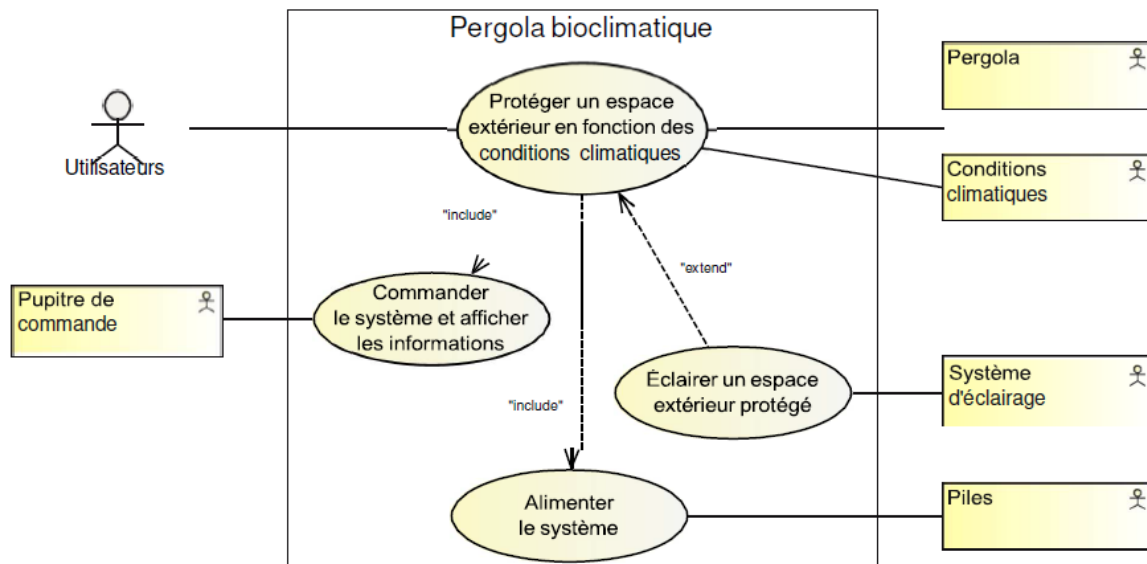 Pergola bioclimatique
Utilisateurs
Protéger un espace
extérieur en fonction des
conditions climatiques
Pergola
Conditions
climatiques
"include"
"extend"
Pupitre de
commande
Commander
le système et afficher
les informations
"include"
Éclairer un espace
extérieur protégé
Système
d'éclairage
Alimenter
le système
Piles